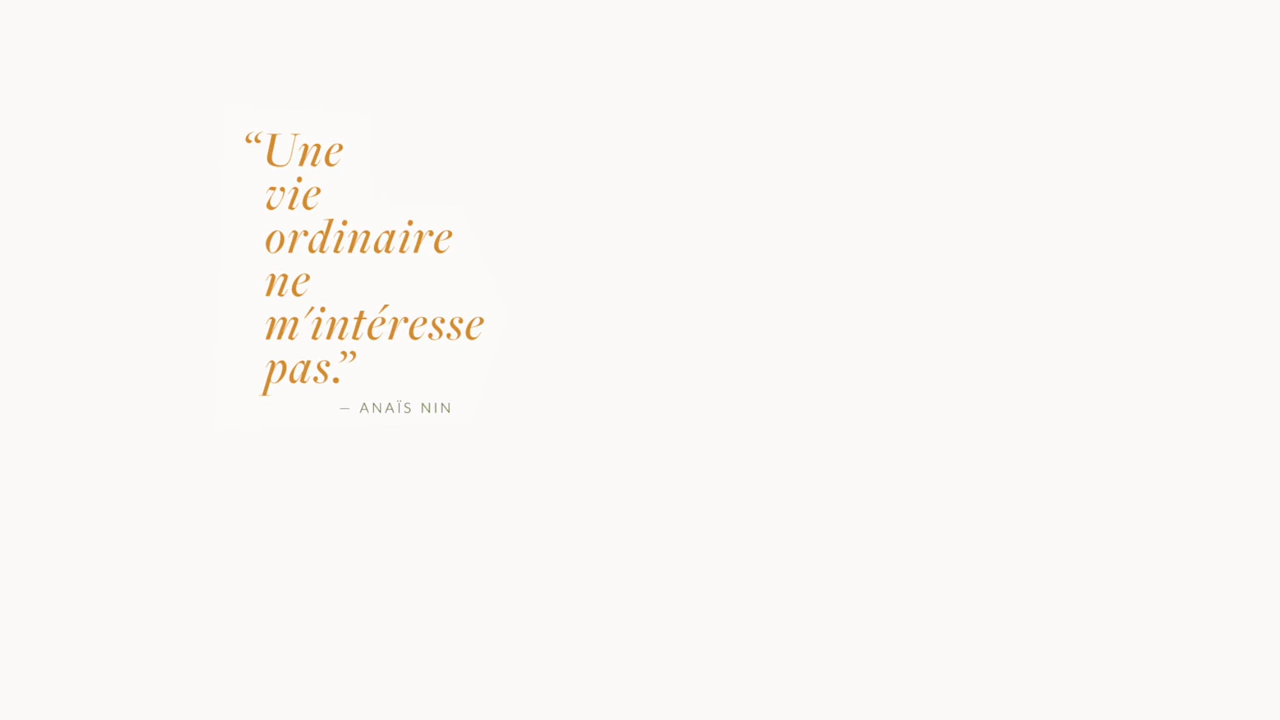 “Une
vie
ordinaire
ne
m'intéresse
pas.”
— ANAÏS NIN